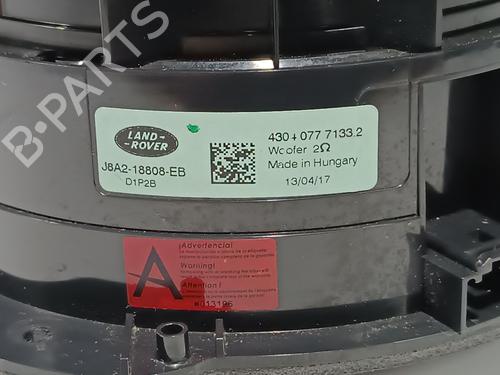 B-PARTS
LAND
ROVER
J8A2-18808-EB
D1P2B
430 4 077 7133.2
Woofer 2Ω
Made in Hungary
13/04/17
A
¡Advertencia!
Warning!
Attention !